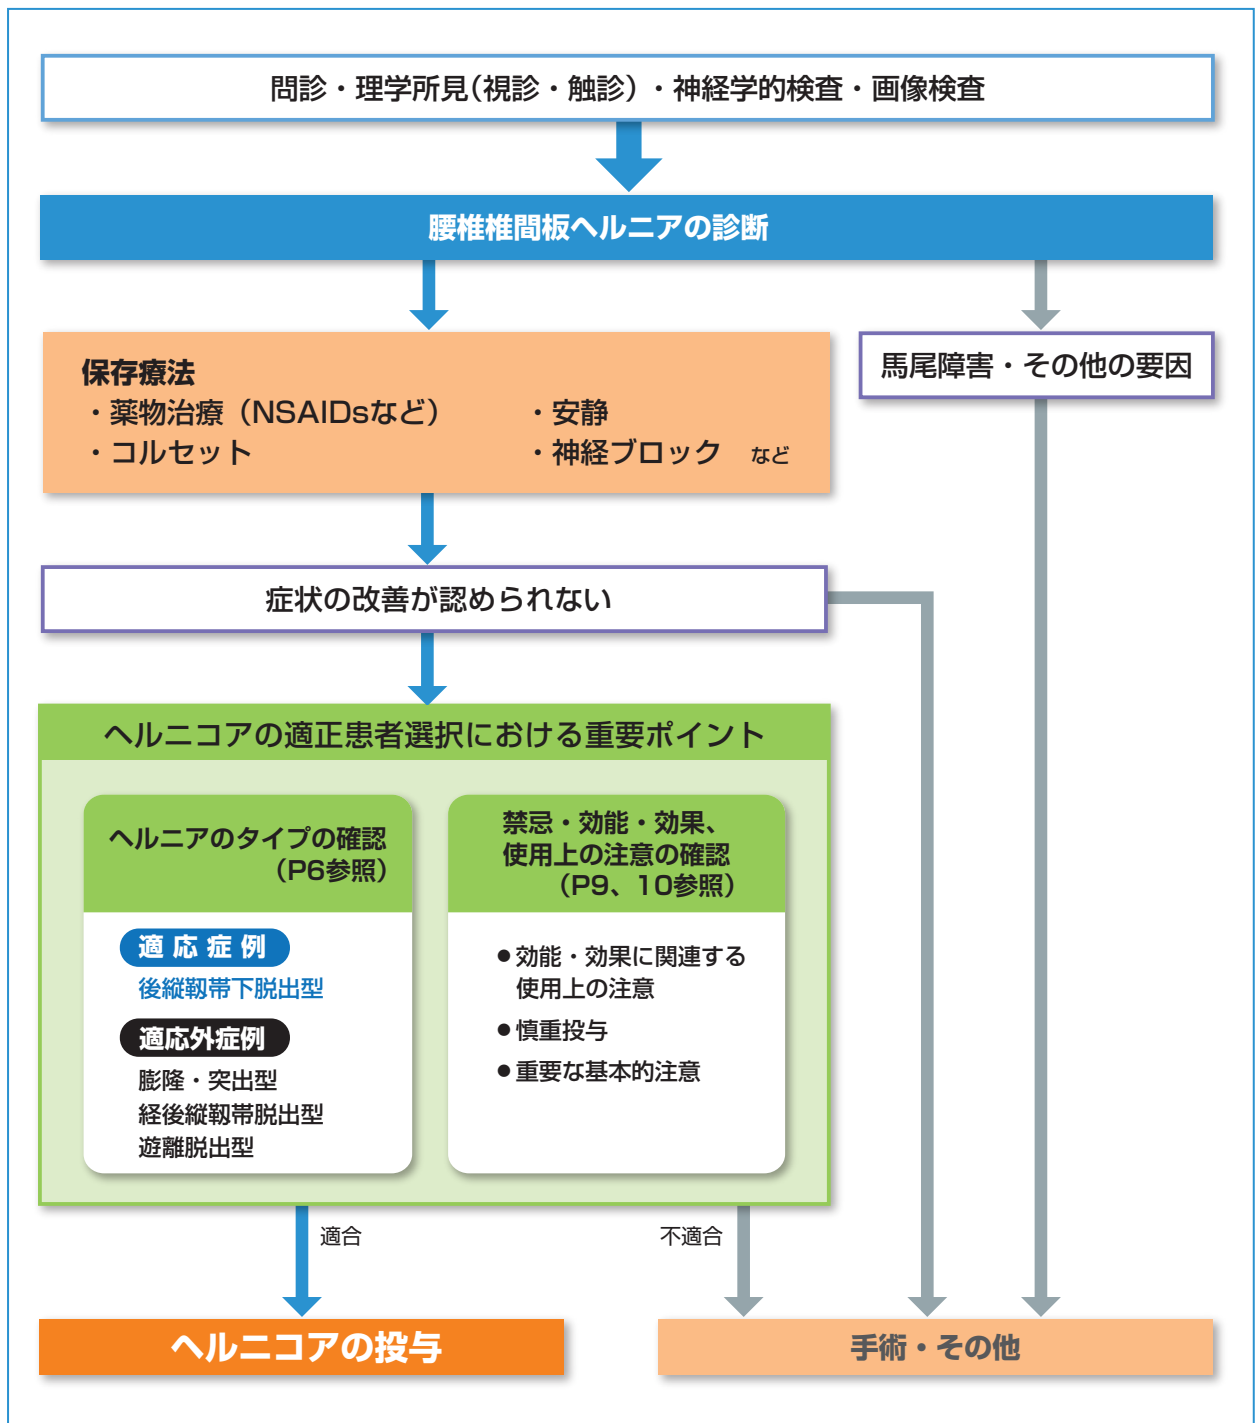 問診・理学所見（視診・触診）・神経学的検査・画像検査
腰椎椎間板ヘルニアの診断
保存療法
・薬物治療（NSAIDsなど）
・安静
・コルセット
・神経ブロック など
馬尾障害・その他の要因
症状の改善が認められない
ヘルニコアの適正患者選択における重要ポイント
ヘルニアのタイプの確認
（P6参照）
適応症例
後縦靱帯下脱出型
適応外症例
膨隆・突出型
経後縦靱帯脱出型
遊離脱出型
禁忌・効能・効果、
使用上の注意の確認
（P9、10参照）
●効能・効果に関連する
使用上の注意
●慎重投与
●重要な基本的注意
適合
不適合
ヘルニコアの投与
手術・その他